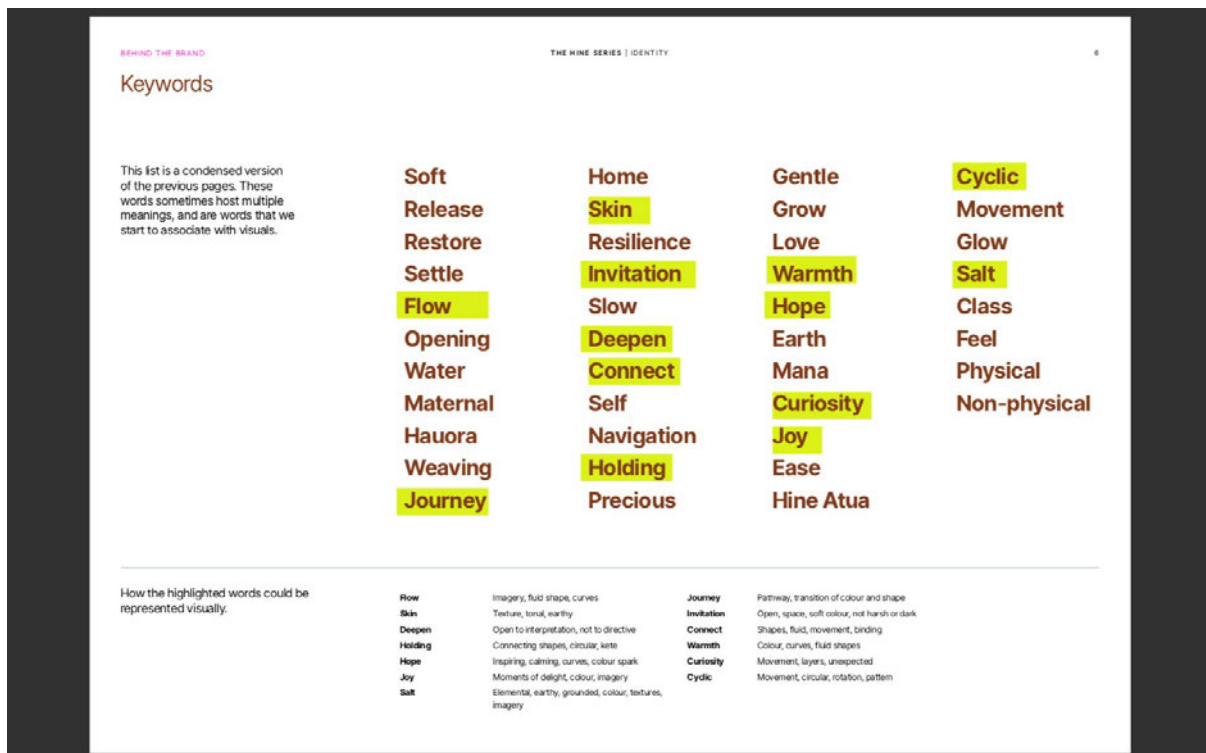 BEHIND THE BRAND
THE HINE SERIES | IDENTITY
6
Keywords
This list is a condensed version
of the previous pages. These
words sometimes host multiple
meanings, and are words that we
start to associate with visuals.
Soft
Release
Restore
Settle
Flow
Opening
Water
Maternal
Hauora
Weaving
Journey
Home
Skin
Resilience
Invitation
Slow
Deepen
Connect
Self
Navigation
Holding
Precious
Gentle
Grow
Love
Warmth
Hope
Earth
Mana
Curiosity
Joy
Ease
Hine Atua
Cyclic
Movement
Glow
Salt
Class
Feel
Physical
Non-physical
How the highlighted words could be
represented visually.
Flow Imagery, fluid shape, curves
Skin Texture, tonal, earthy
Deepen Open to interpretation, not to directive
Holding Connecting shapes, circular, kete
Hope Inspiring, calming, curves, colour spark
Joy Moments of delight, colour, imagery
Salt Elemental, earthy, grounded, colour, textures,
imagery
Journey Pathway, transition of colour and shape
Invitation Open, space, soft colour, not harsh or dark
Connect Shapes, fluid, movement, binding
Warmth Colour, curves, fluid shapes
Curiosity Movement, layers, unexpected
Cyclic Movement, circular, rotation, pattern